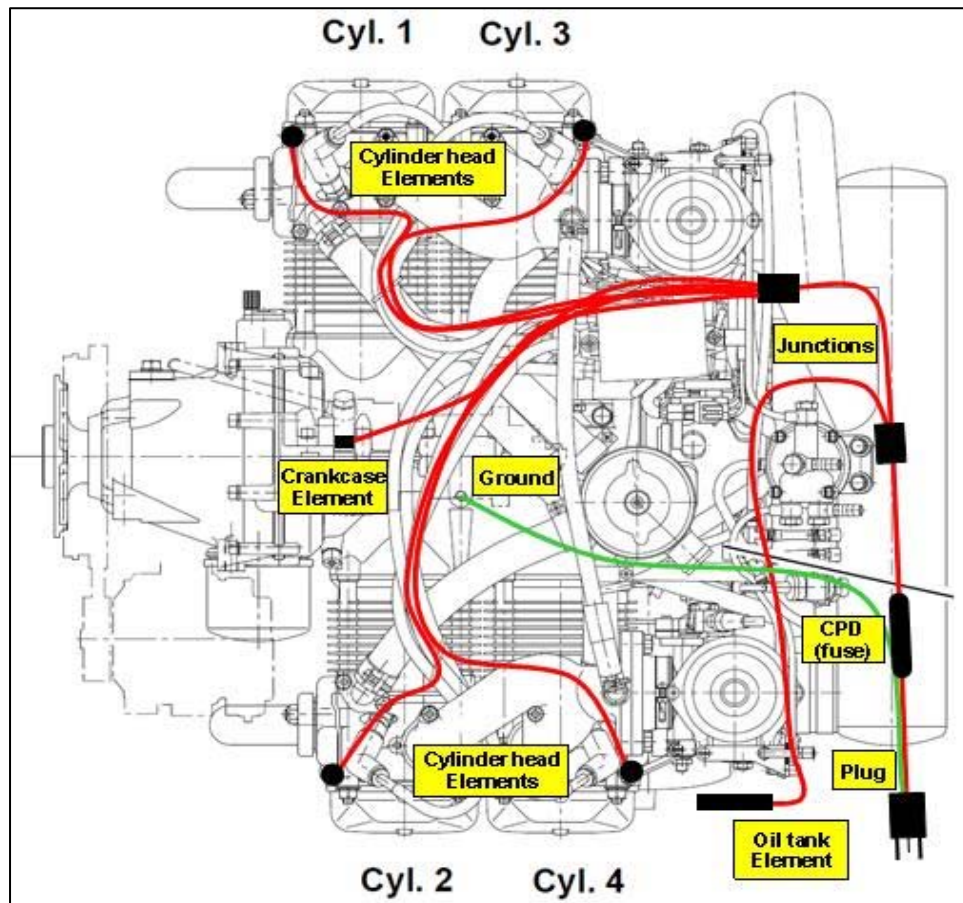 Cyl. 1 Cyl. 3
Cylinder head
Elements
Junctions
Crankcase
Element
Ground
CPD
(fuse)
Cylinder head
Elements
Plug
Oil tank
Element
Cyl. 2 Cyl. 4